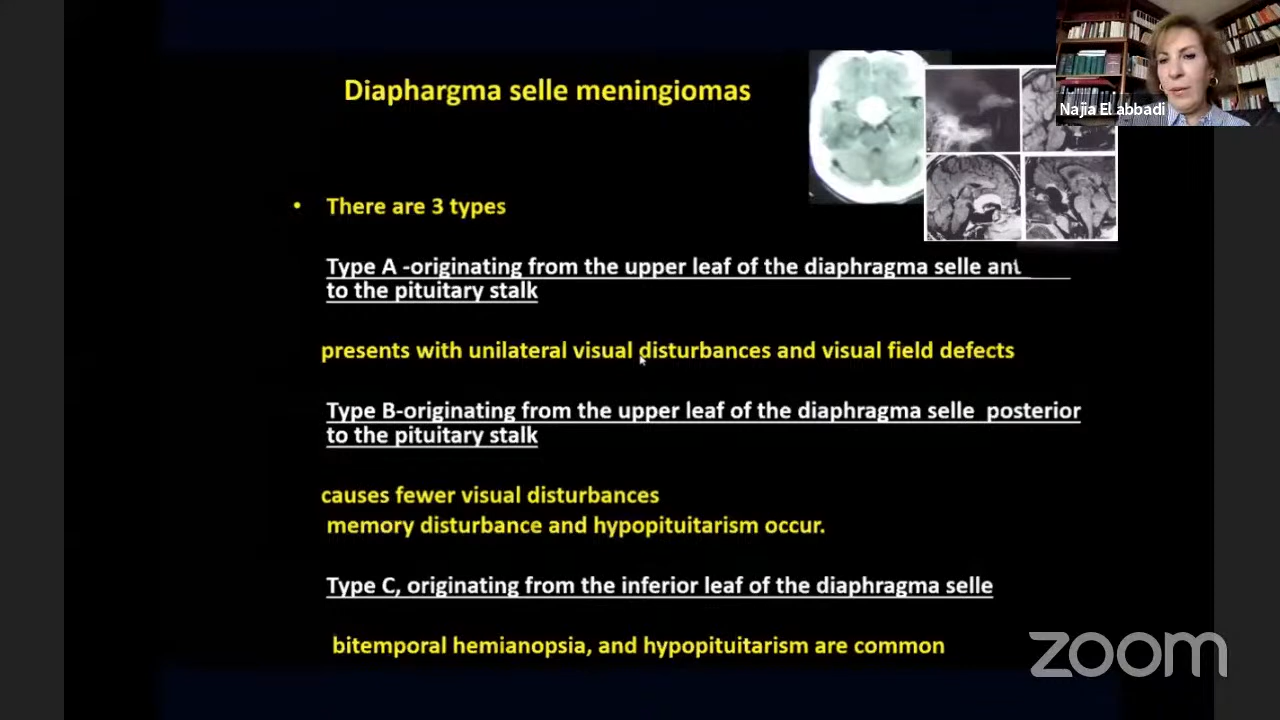 Diaphargma selle meningiomas
Najia El abbadi
• There are 3 types
Type A -originating from the upper leaf of the diaphragma selle ant
to the pituitary stalk
presents with unilateral visual disturbances and visual field defects
Type B-originating from the upper leaf of the diaphragma selle posterior
to the pituitary stalk
causes fewer visual disturbances
memory disturbance and hypopituitarism occur.
Type C, originating from the inferior leaf of the diaphragma selle
bitemporal hemianopsia, and hypopituitarism are common
zoom